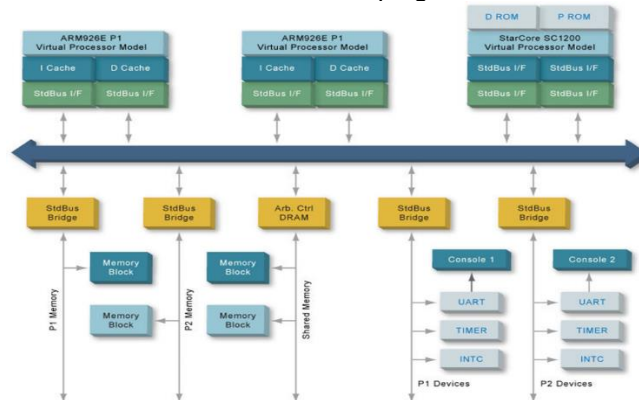 D ROM P ROM
ARM926E P1
Virtual Processor Model
ARM926E P1
Virtual Processor Model
StarCore SC1200
Virtual Processor Model
I Cache D Cache
I Cache D Cache
StdBus I/F StdBus I/F
StdBus I/F StdBus I/F
StdBus I/F StdBus I/F
StdBus I/F StdBus I/F
StdBus
Bridge
StdBus
Bridge
Arb. Ctrl
DRAM
StdBus
Bridge
StdBus
Bridge
P1 Memory
Memory
Block
Memory
Block
P2 Memory
Memory
Block
Memory
Block
Shared Memory
Console 1
UART
TIMER
INTC
P1 Devices
Console 2
UART
TIMER
INTC
P2 Devices